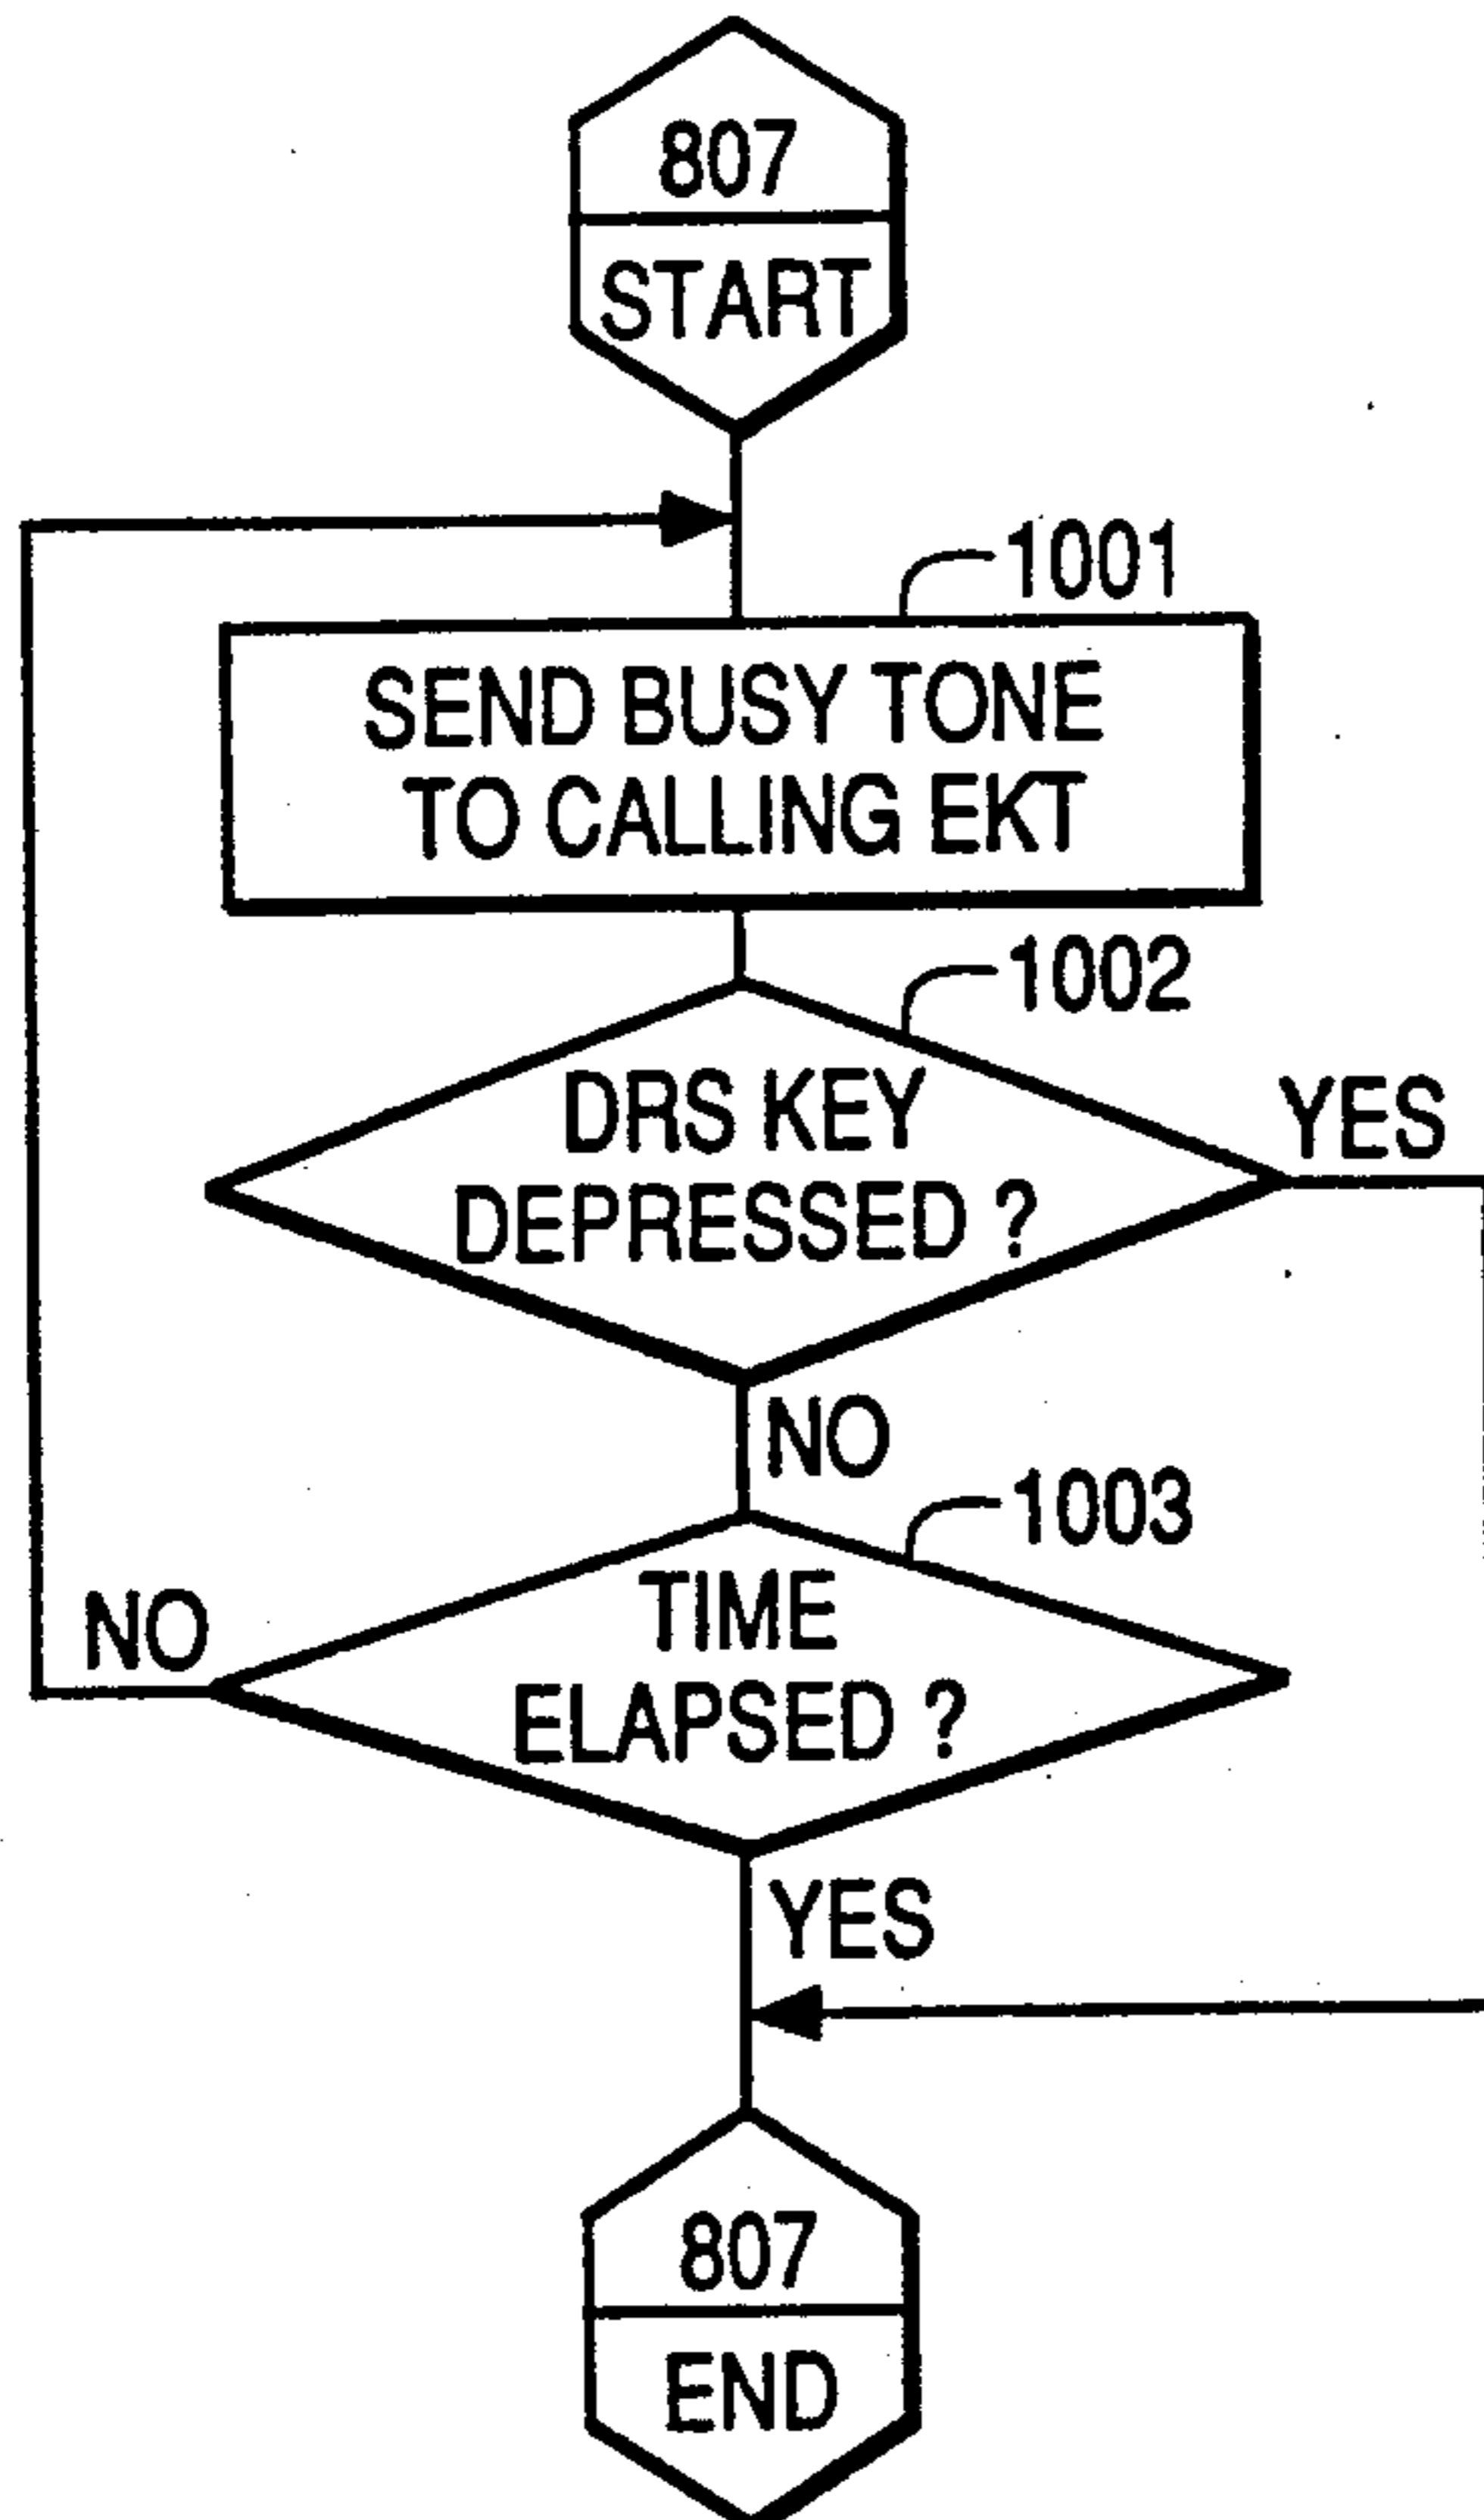 807
START
1001
SEND BUSY TONE
TO CALLING EKT
1002
DRS KEY
DEPRESSED ?
YES
NO
1003
TIME
ELAPSED ?
NO
YES
807
END